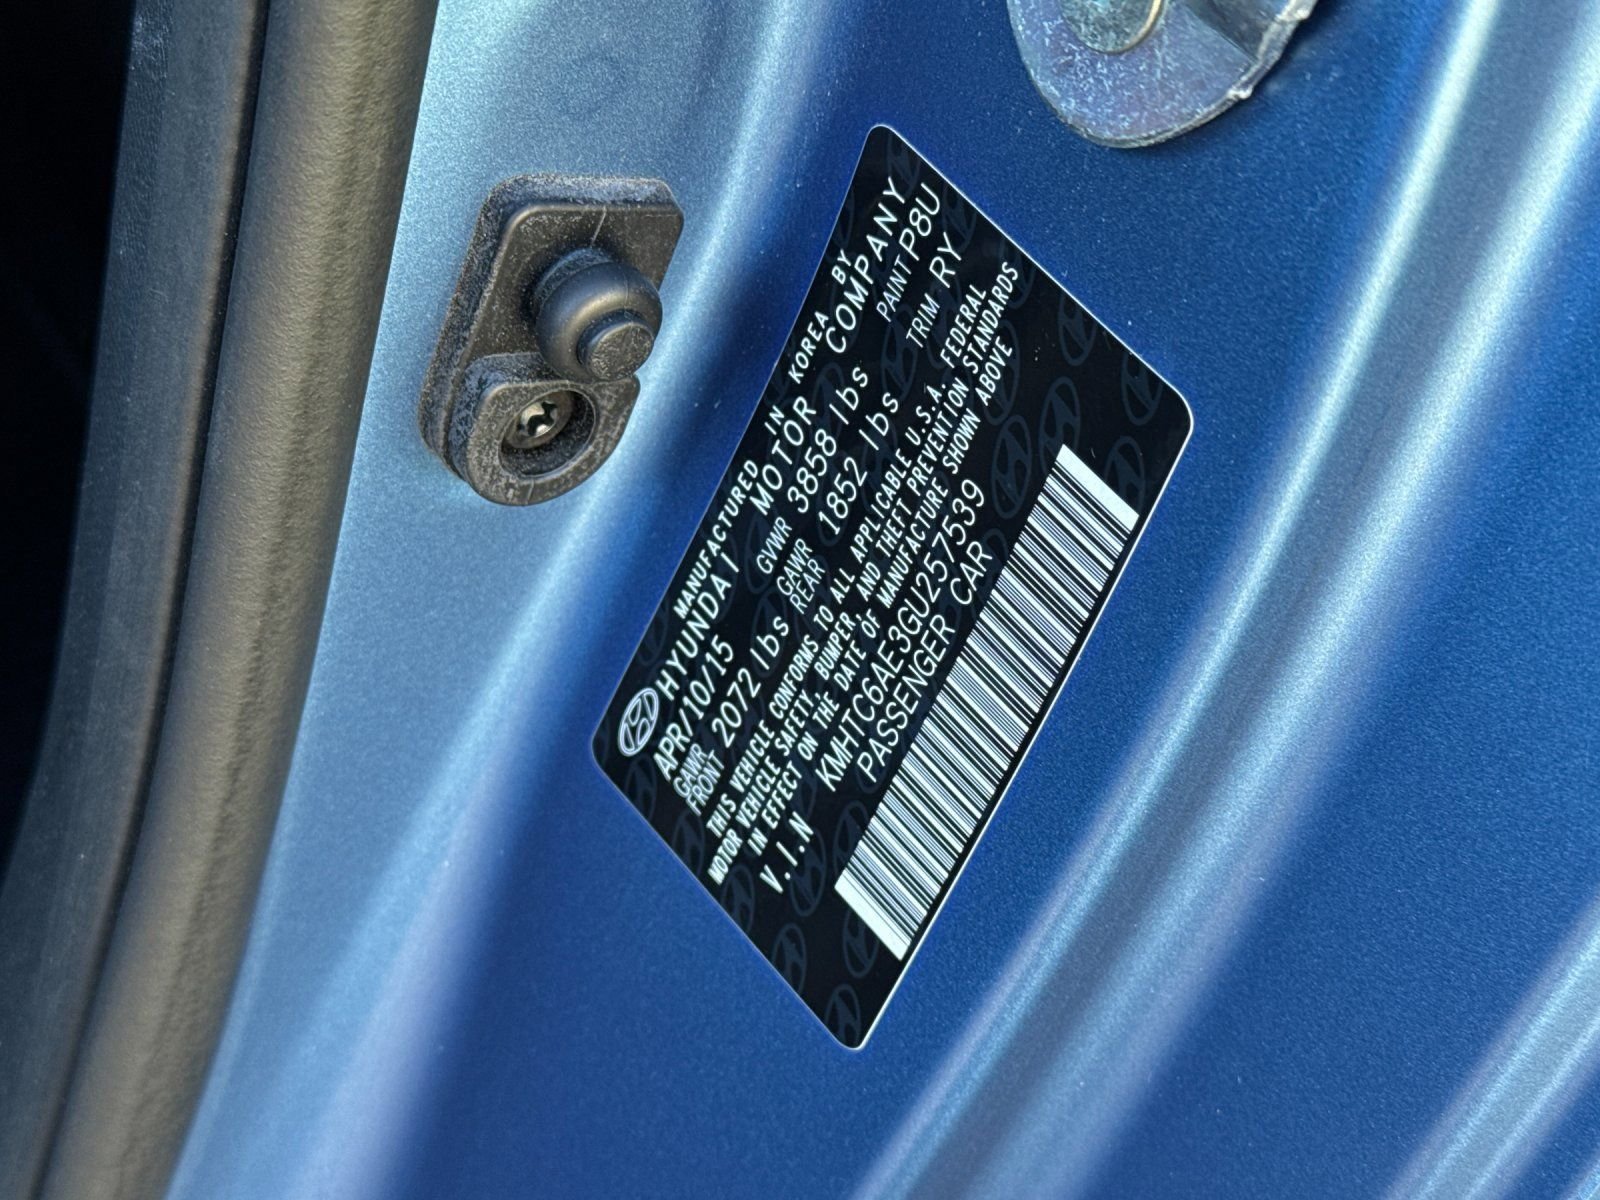 MANUFACTURED IN KOREA BY
HYUNDAI MOTOR COMPANY
APR/10/15 GVWR 3858 lbs PAINT P8U
GAWR FRONT 2072 lbs GAWR REAR 1852 lbs TRIM RY
THIS VEHICLE CONFORMS TO ALL APPLICABLE U.S.A. FEDERAL
MOTOR VEHICLE SAFETY, BUMPER AND THEFT PREVENTION STANDARDS
IN EFFECT ON THE DATE OF MANUFACTURE SHOWN ABOVE
V.I.N KMHTC6AE3GU257539
PASSENGER CAR